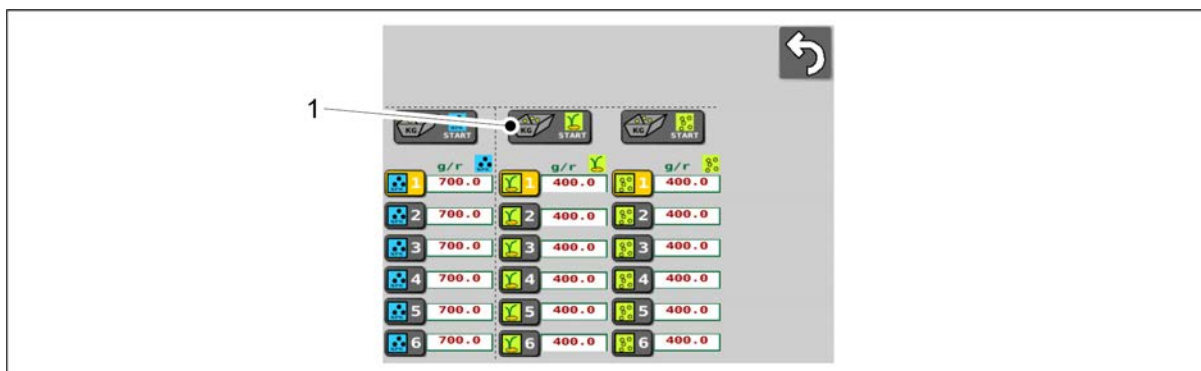 1
KG START KG START KG START
g/r g/r g/r
1 700.0 1 400.0 1 400.0
2 700.0 2 400.0 2 400.0
3 700.0 3 400.0 3 400.0
4 700.0 4 400.0 4 400.0
5 700.0 5 400.0 5 400.0
6 700.0 6 400.0 6 400.0